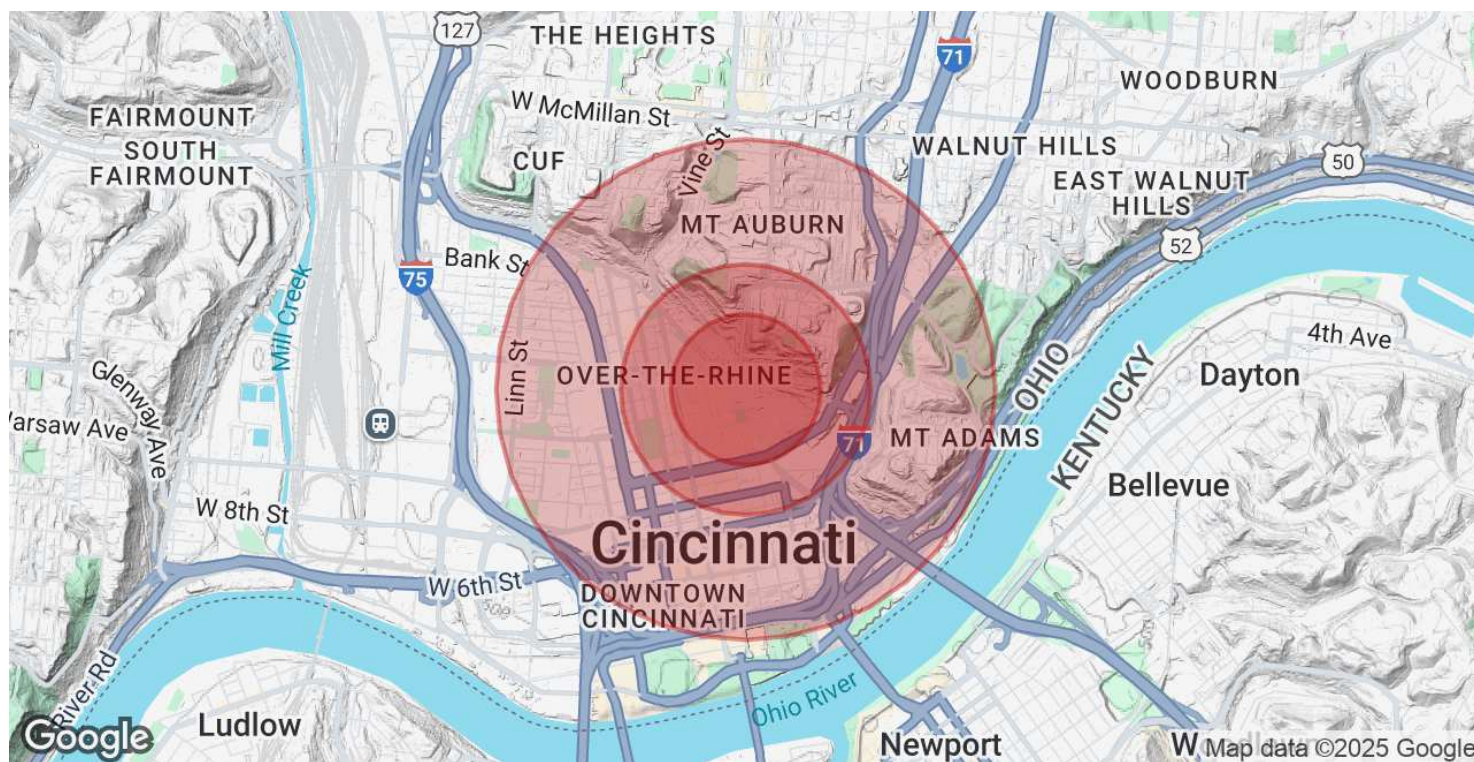 127
THE HEIGHTS
71
WOODBURN
W McMillan St
FAIRMOUNT
SOUTH
FAIRMOUNT
CUF
Vine St
WALNUT HILLS
50
EAST WALNUT
HILLS
MT AUBURN
52
Bank St
75
Mill Creek
OHIO
KENTUCKY
4th Ave
Linn St
OVER-THE-RHINE
Dayton
Glenway Ave
arsaw Ave
71
MT ADAMS
Bellevue
W 8th St
Cincinnati
W 6th St
DOWNTOWN
CINCINNATI
River Rd
Ohio River
Ludlow
Google
Newport
W
Map data ©2025 Google